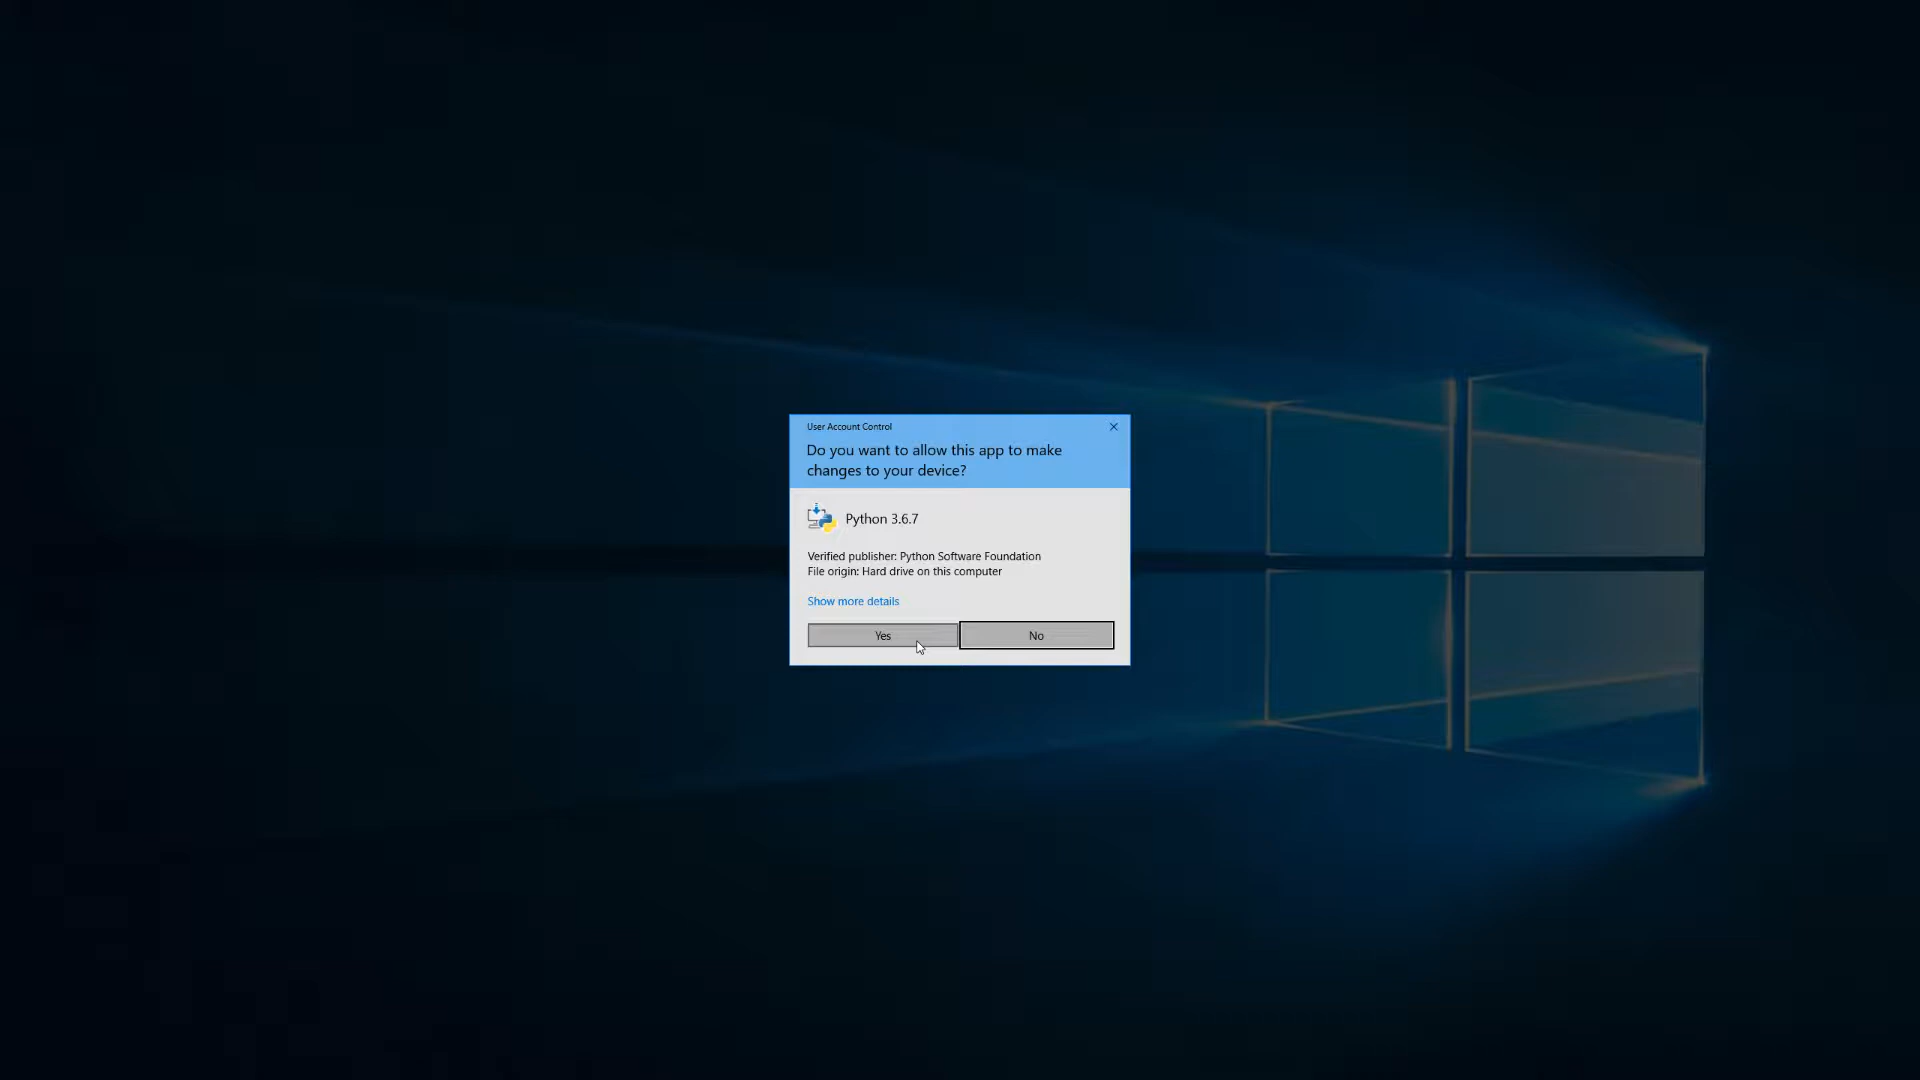 User Account Control
Do you want to allow this app to make
changes to your device?
Python 3.6.7
Verified publisher: Python Software Foundation
File origin: Hard drive on this computer
Show more details
Yes
No